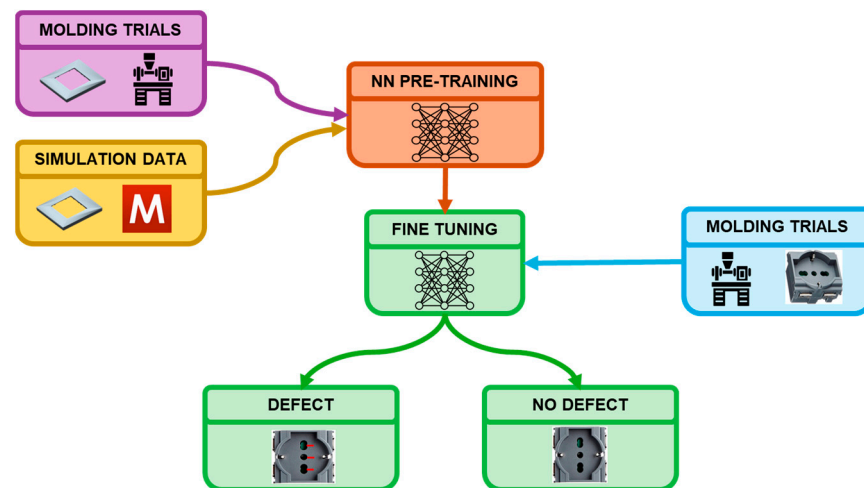 MOLDING TRIALS
NN PRE-TRAINING
SIMULATION DATA
M
FINE TUNING
MOLDING TRIALS
DEFECT
NO DEFECT